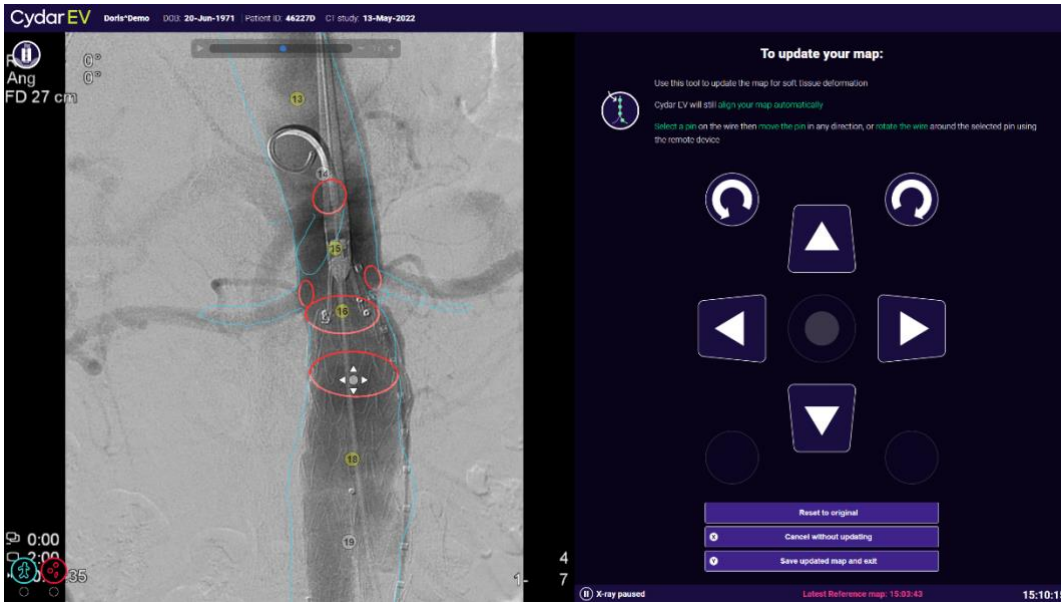 Cydar EV Doris^Demo DOB: 20-Jun-1971 Patient ID: 46227D CT study: 13-May-2022
0°
Ang 0°
FD 27 cm
13
14
15
16
18
19
0:00
2:00
35
4
1- 7
To update your map:
Use this tool to update the map for soft tissue deformation
Cydar EV will still align your map automatically
Select a pin on the wire then move the pin in any direction, or rotate the wire around the selected pin using
the remote device
Reset to original
X Cancel without updating
Y Save updated map and exit
X-ray paused Latest Reference map: 15:03:43 15:10:1